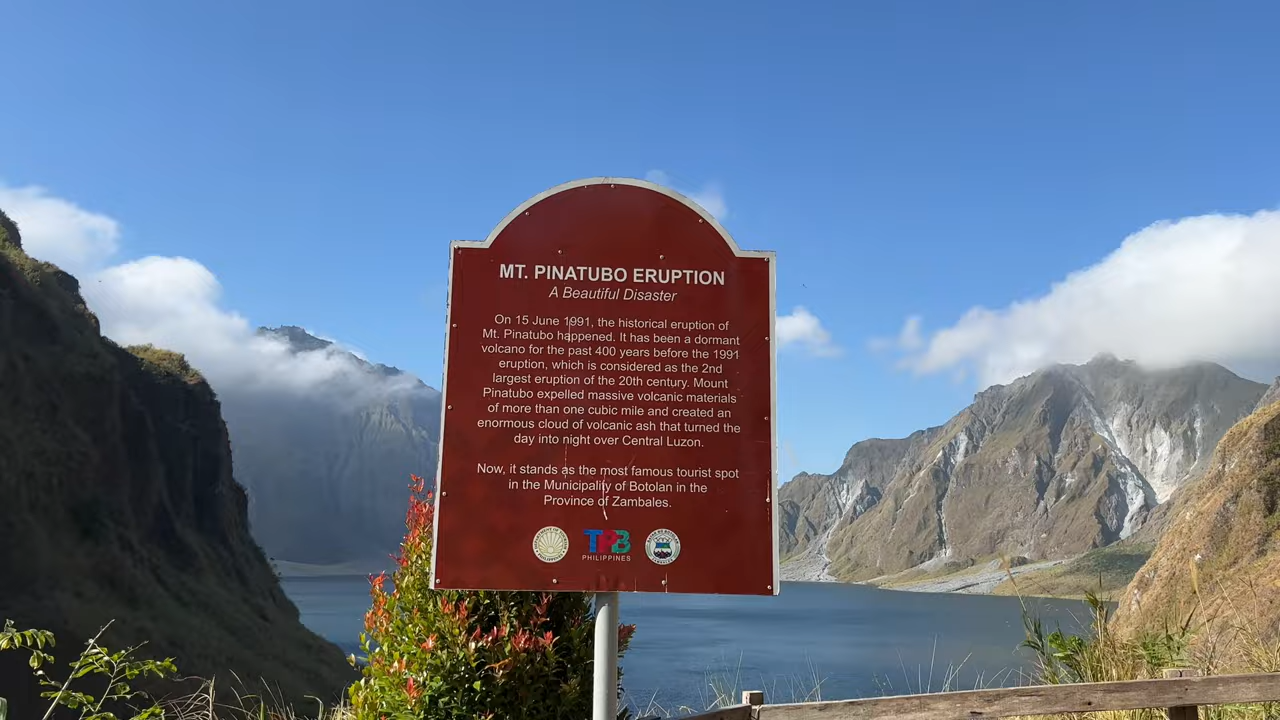 MT. PINATUBO ERUPTION
A Beautiful Disaster
On 15 June 1991, the historical eruption of
Mt. Pinatubo happened. It has been a dormant
volcano for the past 400 years before the 1991
eruption, which is considered as the 2nd
largest eruption of the 20th century. Mount
Pinatubo expelled massive volcanic materials
of more than one cubic mile and created an
enormous cloud of volcanic ash that turned the
day into night over Central Luzon.
Now, it stands as the most famous tourist spot
in the Municipality of Botolan in the
Province of Zambales.
TPB
PHILIPPINES